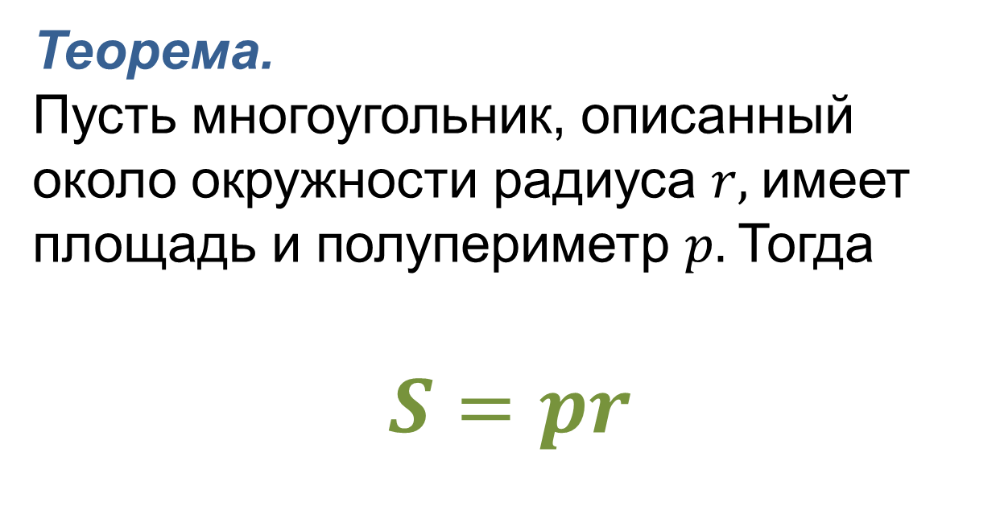 Теорема.
Пусть многоугольник, описанный
около окружности радиуса r, имеет
площадь и полупериметр p. Тогда
S = pr